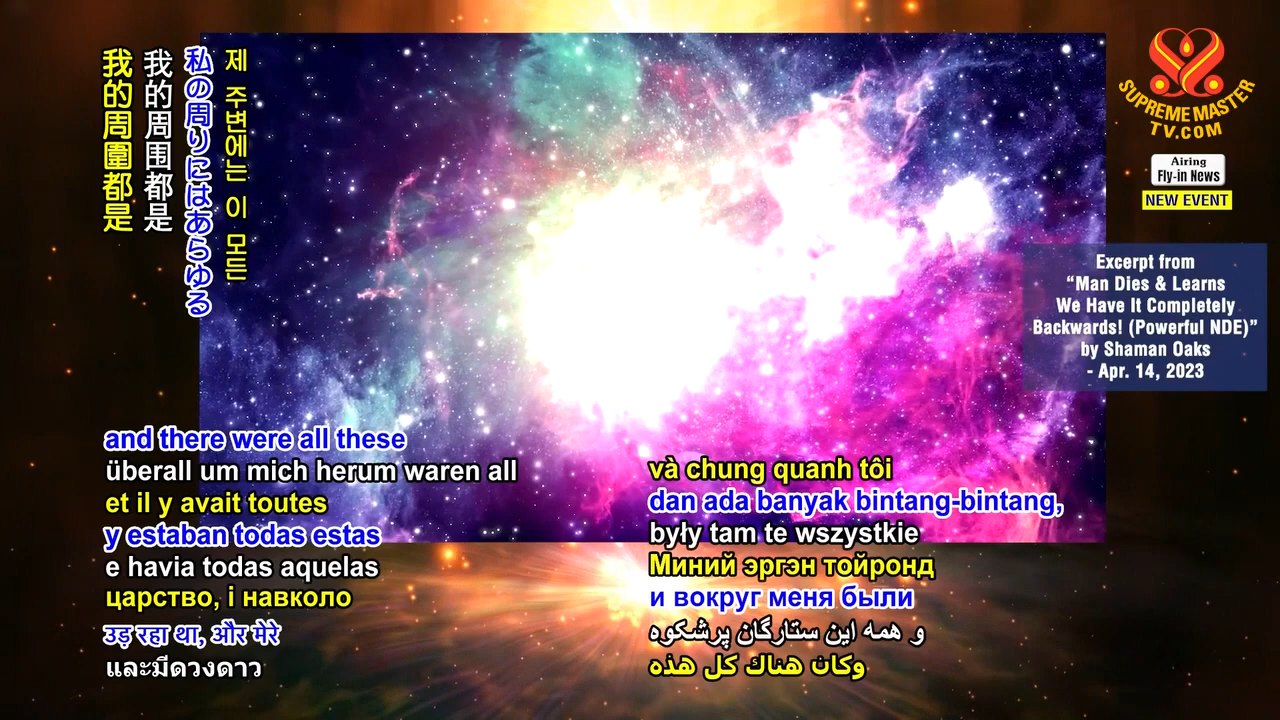 我的周圍都是
我的周围都是
私の周りにはあらゆる
제 주변에는 이 모든
SUPREME MASTER
TV.COM
Airing
Fly-in News
NEW EVENT
Excerpt from
“Man Dies & Learns
We Have It Completely
Backwards! (Powerful NDE)”
by Shaman Oaks
- Apr. 14, 2023
and there were all these
überall um mich herum waren all
et il y avait toutes
y estaban todas estas
e havia todas aquelas
царство, і навколо
उड़ रहा था, और मेरे
และมีดวงดาว
và chung quanh tôi
dan ada banyak bintang-bintang,
były tam te wszystkie
Миний эргэн тойронд
и вокруг меня были
و همه این ستارگان پرشکوه
وكان هناك كل هذه